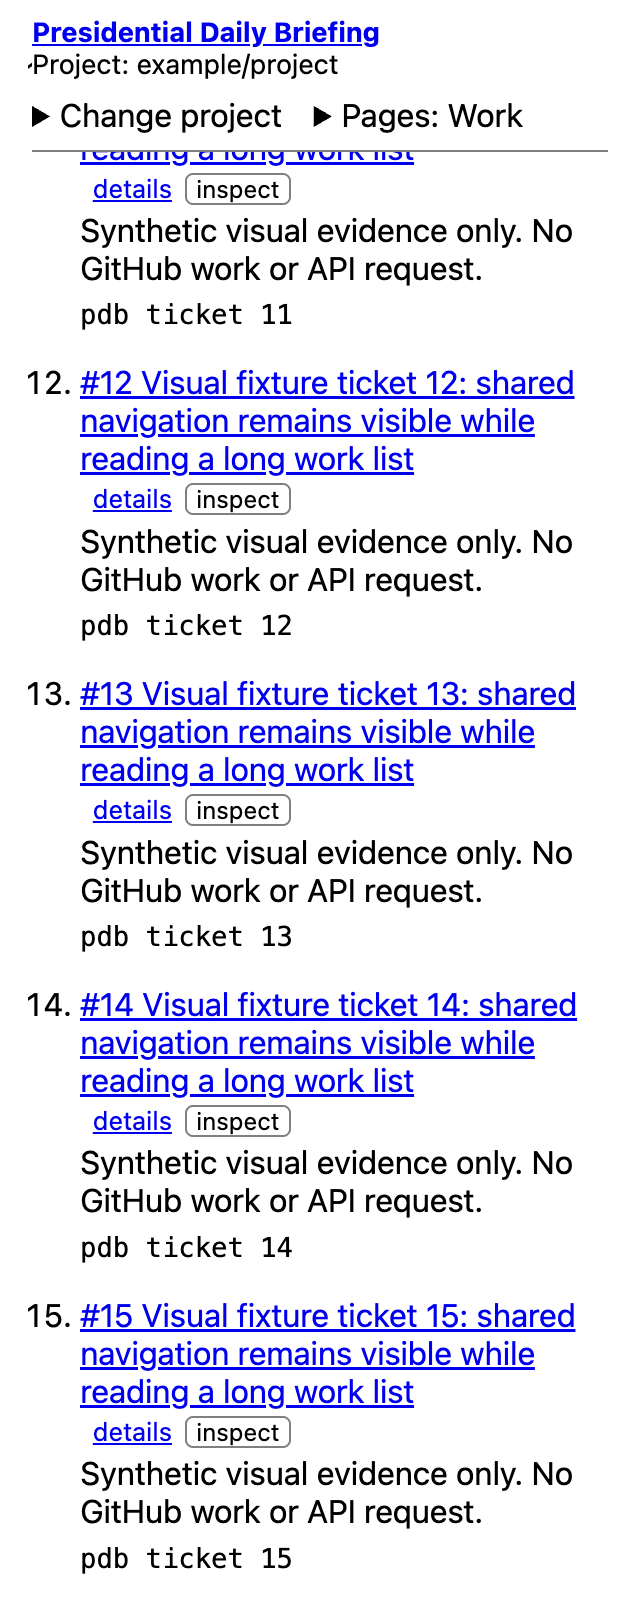 Presidential Daily Briefing
Project: example/project
▶ Change project ▶ Pages: Work
reading a long work list
details inspect
Synthetic visual evidence only. No
GitHub work or API request.
pdb ticket 11
12. #12 Visual fixture ticket 12: shared
navigation remains visible while
reading a long work list
details inspect
Synthetic visual evidence only. No
GitHub work or API request.
pdb ticket 12
13. #13 Visual fixture ticket 13: shared
navigation remains visible while
reading a long work list
details inspect
Synthetic visual evidence only. No
GitHub work or API request.
pdb ticket 13
14. #14 Visual fixture ticket 14: shared
navigation remains visible while
reading a long work list
details inspect
Synthetic visual evidence only. No
GitHub work or API request.
pdb ticket 14
15. #15 Visual fixture ticket 15: shared
navigation remains visible while
reading a long work list
details inspect
Synthetic visual evidence only. No
GitHub work or API request.
pdb ticket 15